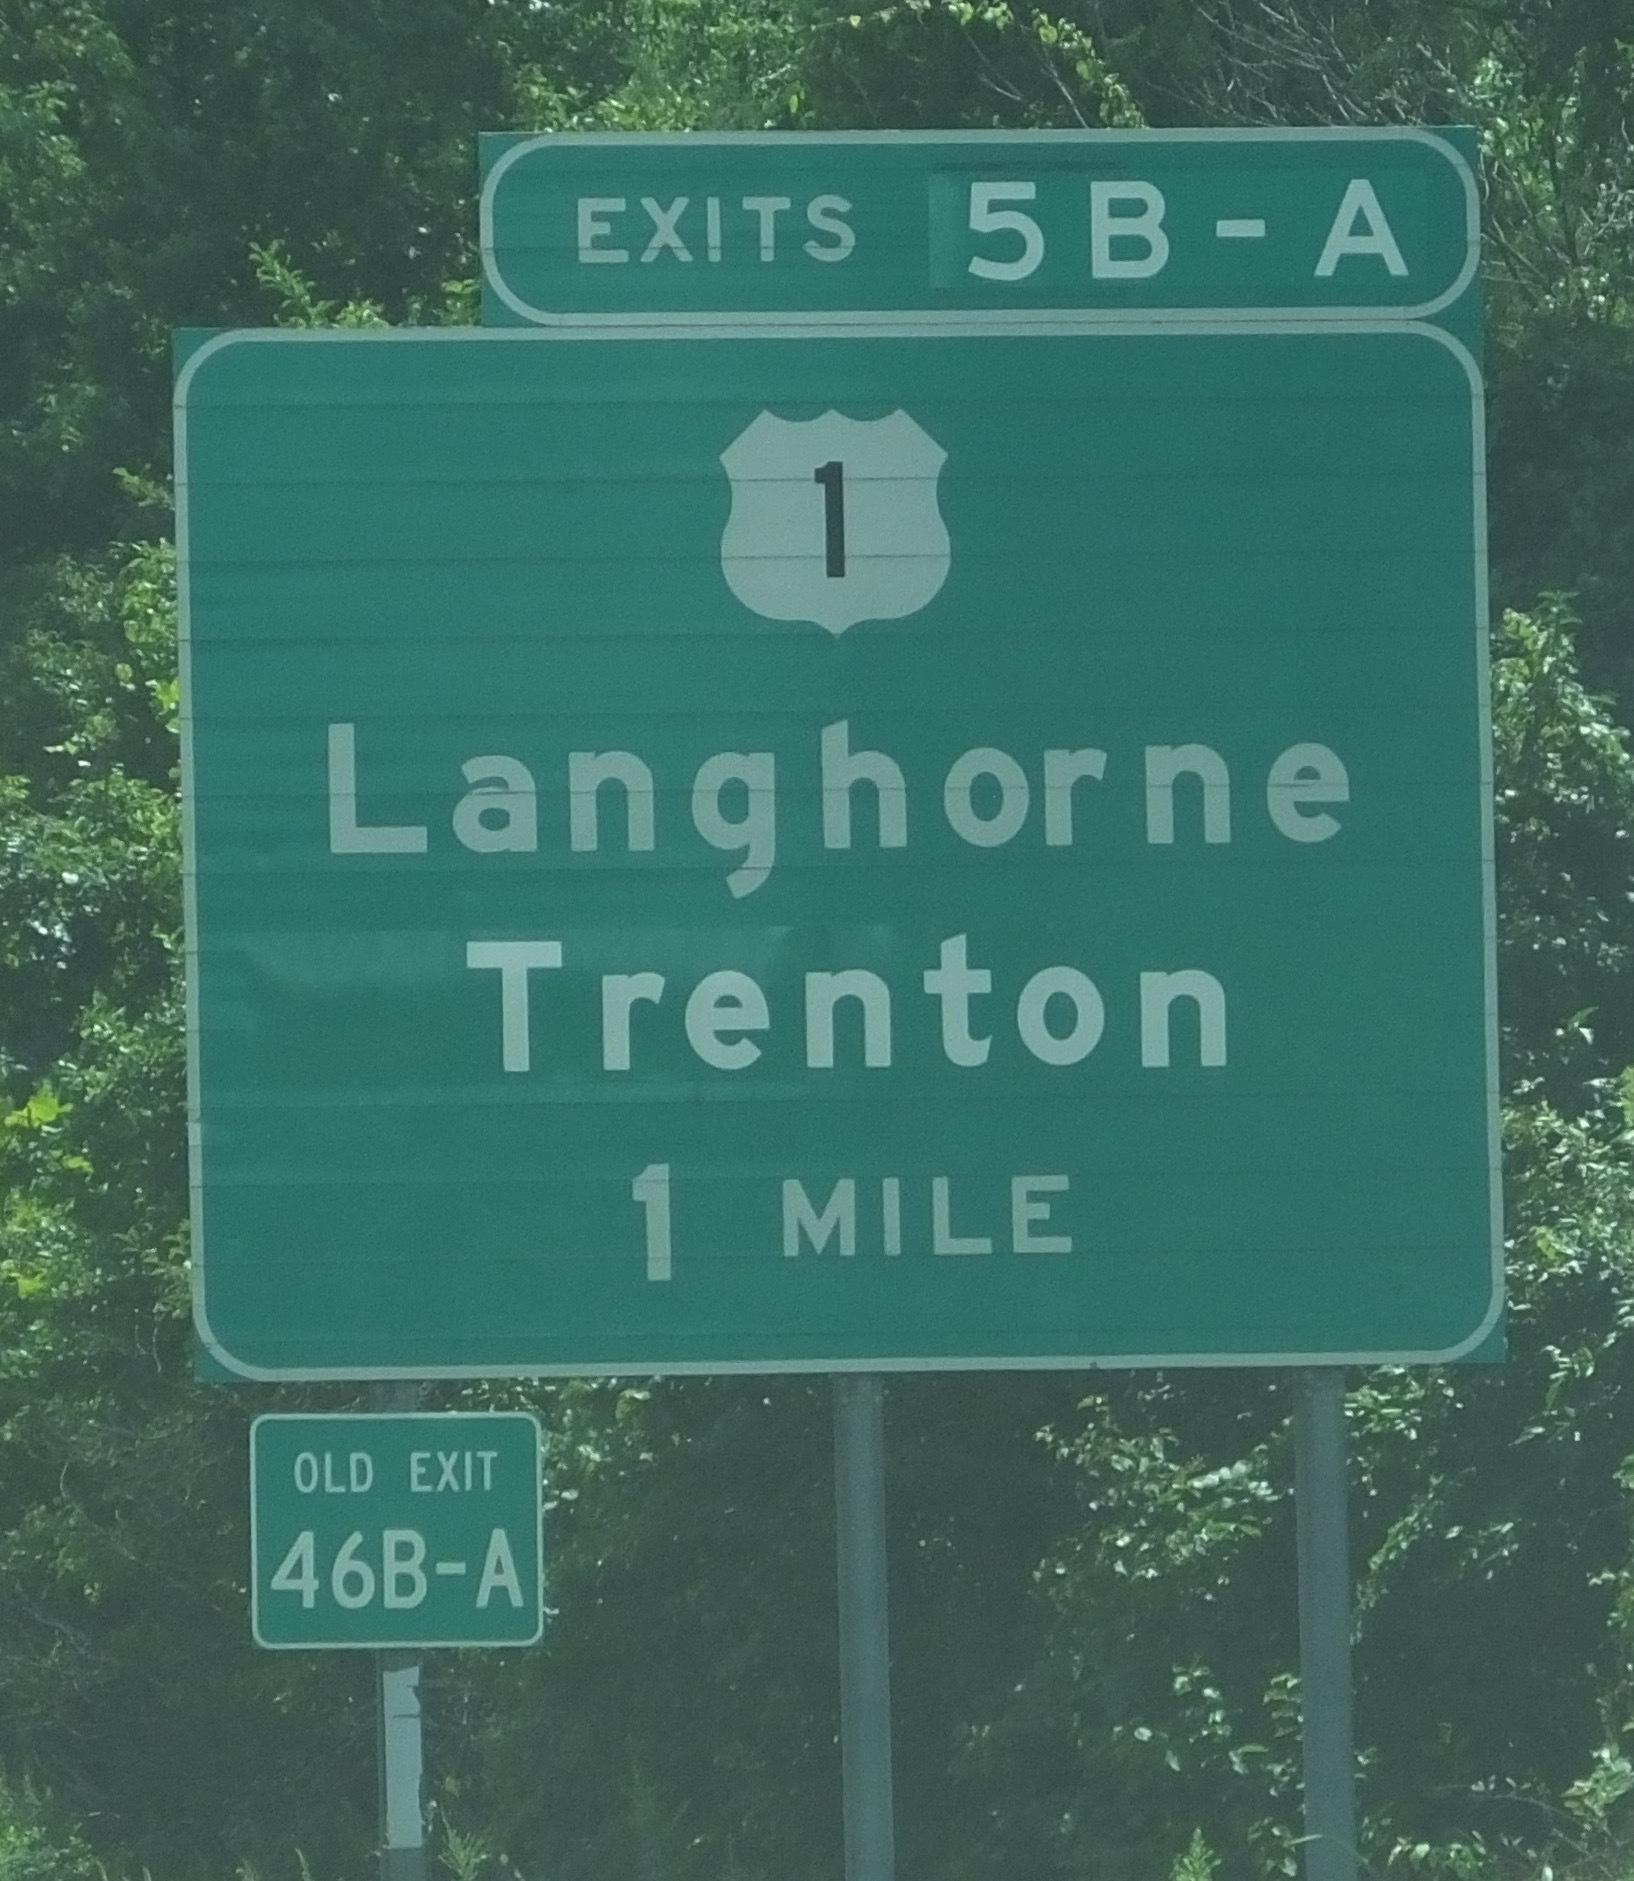 EXITS 5B-A
1
Langhorne
Trenton
1 MILE
OLD EXIT
46B-A